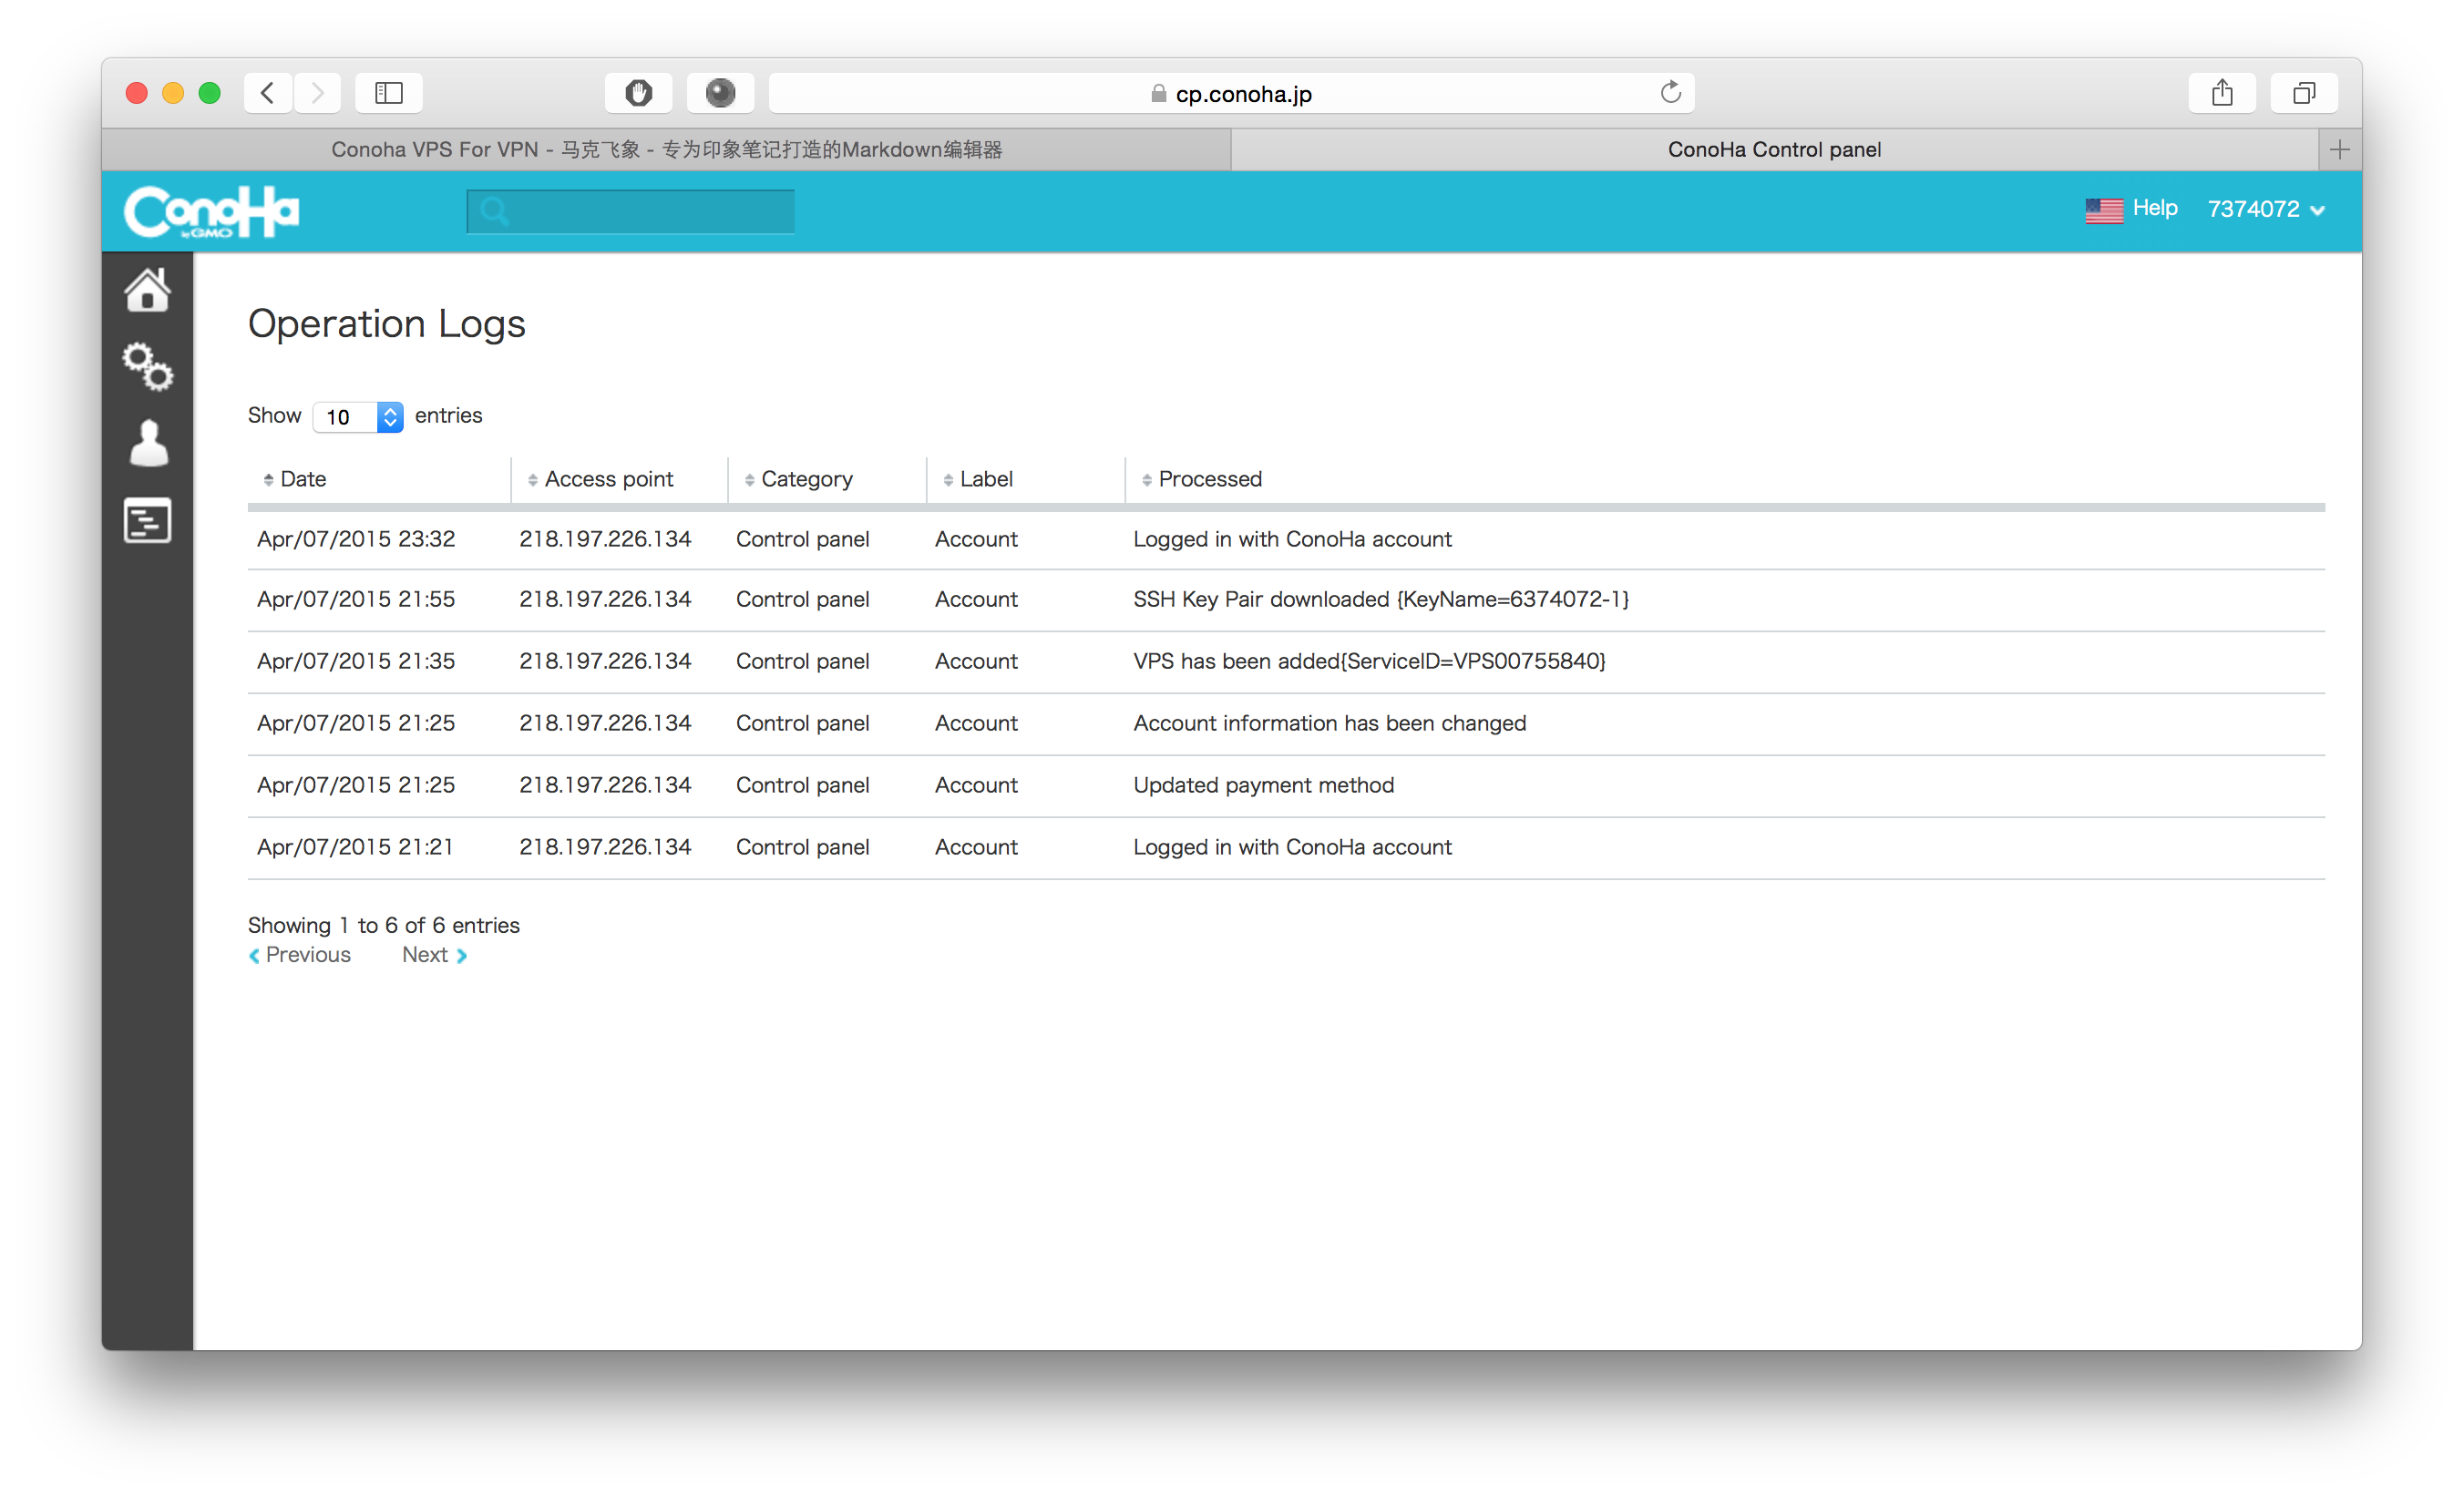 cp.conoha.jp
Conoha VPS For VPN - 马克飞象 - 专为印象笔记打造的Markdown编辑器
ConoHa Control panel
ConoHa by GMO
Help 7374072
Operation Logs
Show 10 entries
Date Access point Category Label Processed
Apr/07/2015 23:32 218.197.226.134 Control panel Account Logged in with ConoHa account
Apr/07/2015 21:55 218.197.226.134 Control panel Account SSH Key Pair downloaded {KeyName=6374072-1}
Apr/07/2015 21:35 218.197.226.134 Control panel Account VPS has been added{ServiceID=VPS00755840}
Apr/07/2015 21:25 218.197.226.134 Control panel Account Account information has been changed
Apr/07/2015 21:25 218.197.226.134 Control panel Account Updated payment method
Apr/07/2015 21:21 218.197.226.134 Control panel Account Logged in with ConoHa account
Showing 1 to 6 of 6 entries
Previous Next